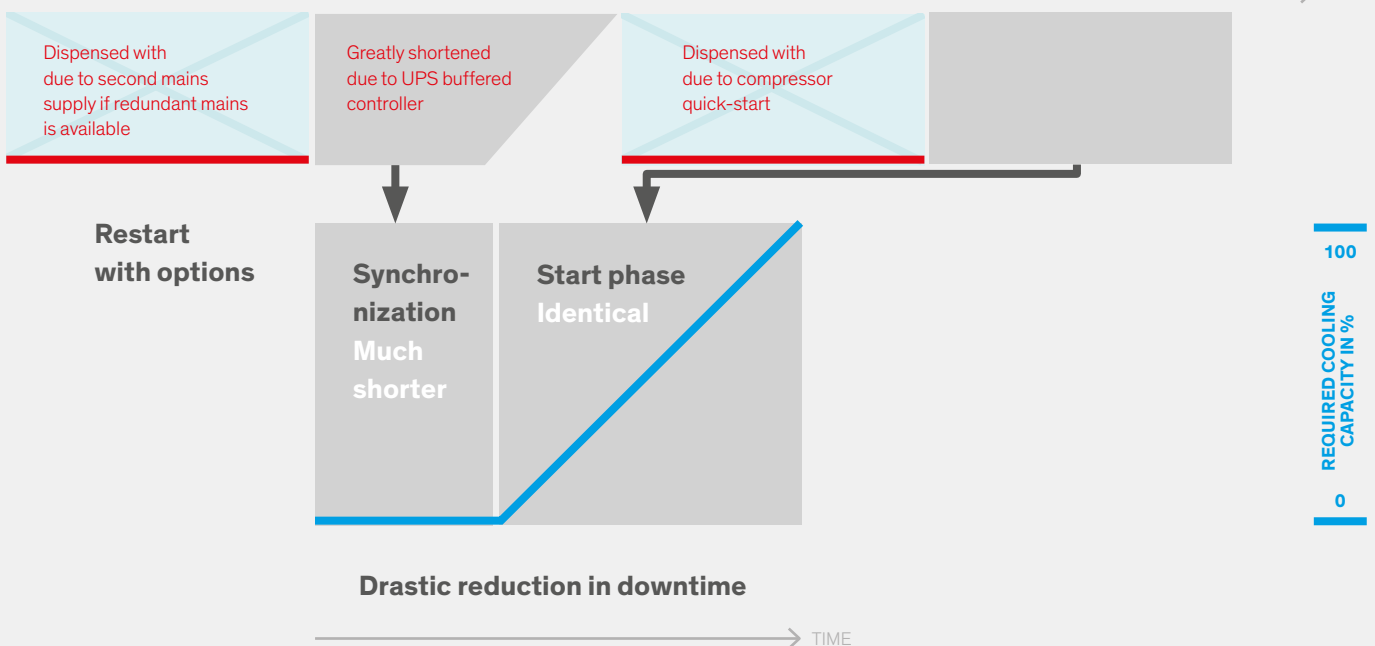 Dispensed with
due to second mains
supply if redundant mains
is available
Greatly shortened
due to UPS buffered
controller
Dispensed with
due to compressor
quick-start
Restart
with options
Synchro-
nization
Much
shorter
Start phase
Identical
100
REQUIRED COOLING
CAPACITY IN %
0
Drastic reduction in downtime
TIME